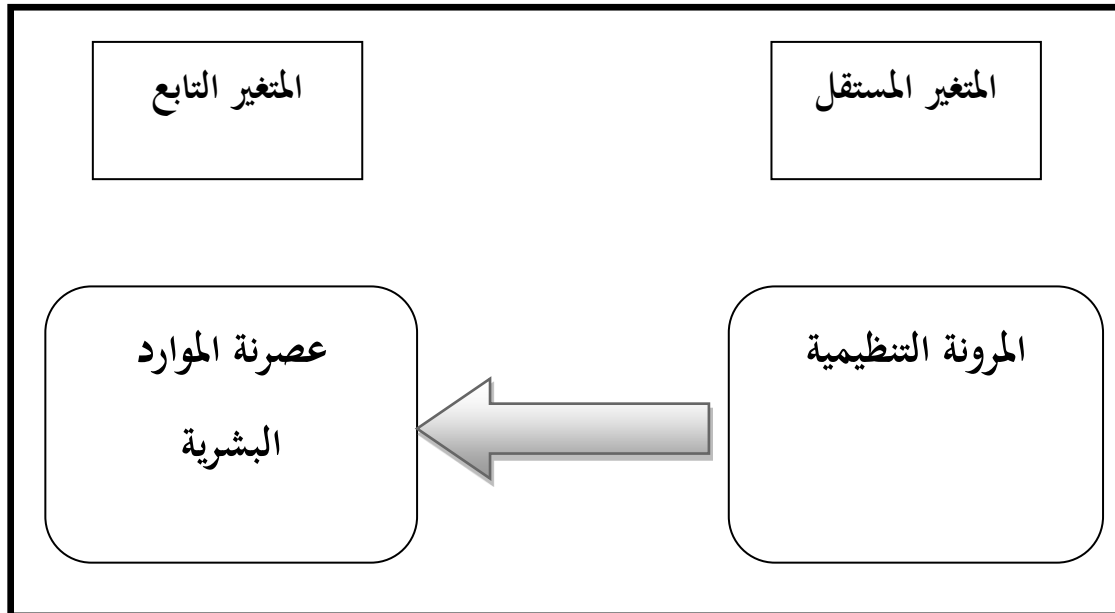 المتغير المستقل
المتغير التابع
المرونة التنظيمية
عصرنة الموارد
البشرية